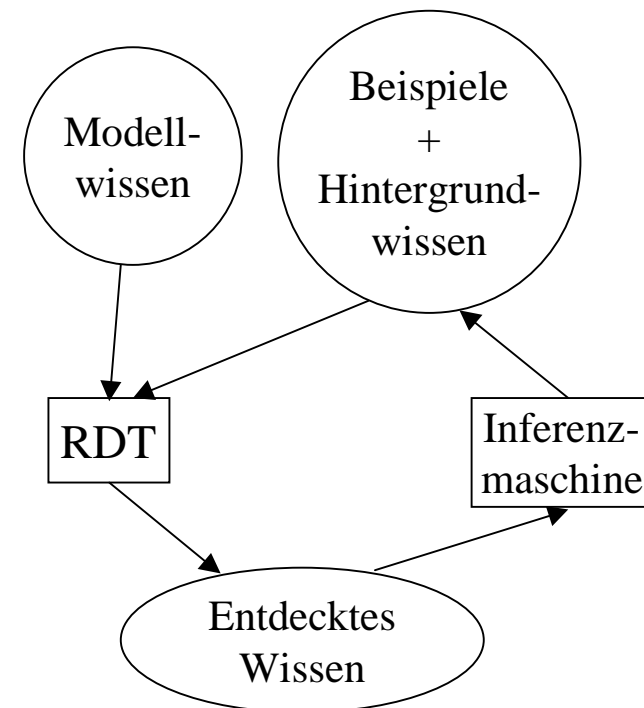 Modell-
wissen
Beispiele
+
Hintergrund-
wissen
RDT
Inferenz-
maschine
Entdecktes
Wissen